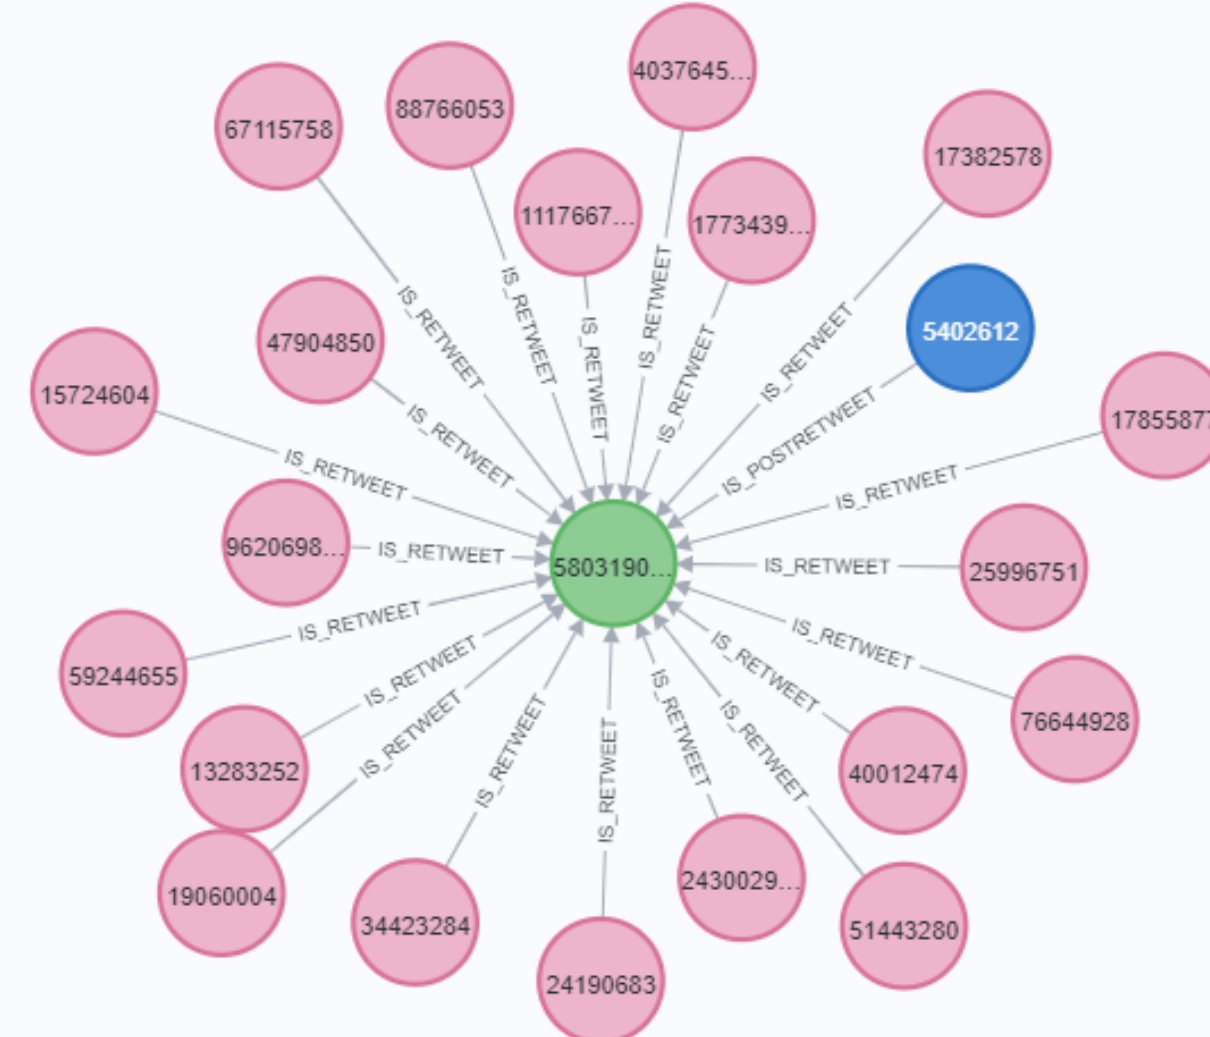 4037645...
88766053
67115758
17382578
1117667...
1773439...
IS_RETWEET
IS_RETWEET
IS_RETWEET
IS_RETWEET
IS_RETWEET
IS_RETWEET
5402612
47904850
15724604
17855877
IS_RETWEET
IS_POSTRETWEET
IS_RETWEET
IS_RETWEET
9620698...
IS_RETWEET
5803190...
IS_RETWEET
25996751
IS_RETWEET
IS_RETWEET
59244655
IS_RETWEET
IS_RETWEET
76644928
13283252
IS_RETWEET
IS_RETWEET
IS_RETWEET
IS_RETWEET
IS_RETWEET
40012474
19060004
34423284
2430029...
51443280
24190683